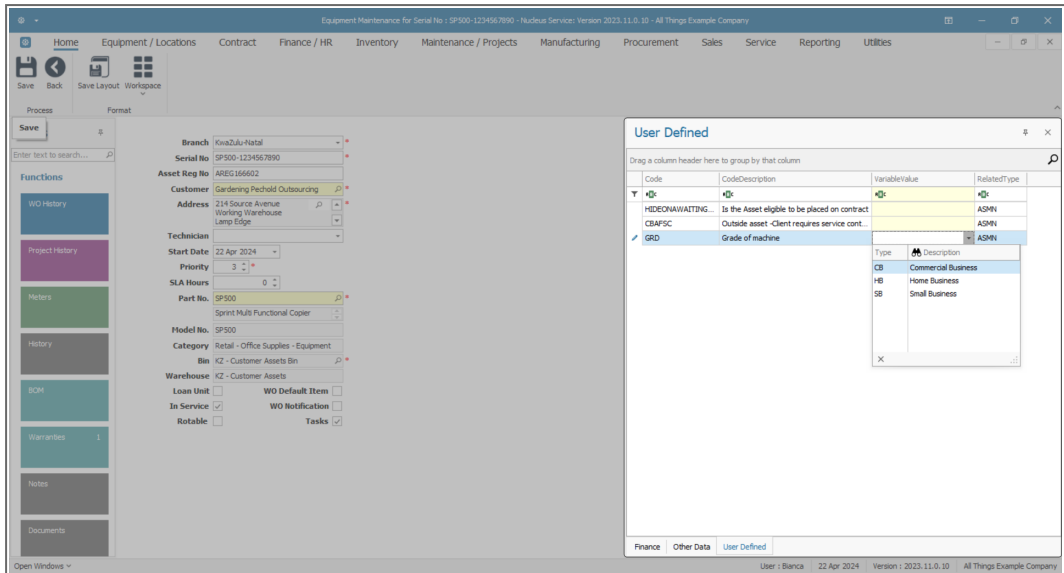 Equipment Maintenance for Serial No : SP500-1234567890 - Nucleus Service: Version 2023.11.0.10 - All Things Example Company
Home Equipment / Locations Contract Finance / HR Inventory Maintenance / Projects Manufacturing Procurement Sales Service Reporting Utilities
Save Back Save Layout Workspace
Process Format
Save
Enter text to search...
Functions
WO History
Project History
Meters
History
BOM
Warranties 1
Notes
Documents
Branch KwaZulu-Natal *
Serial No SP500-1234567890 *
Asset Reg No AREG166602
Customer Gardening Pechold Outsourcing *
Address 214 Source Avenue *
Working Warehouse
Lamp Edge
Technician
Start Date 22 Apr 2024
Priority 3 *
SLA Hours 0
Part No. SP500 *
Sprint Multi Functional Copier
Model No. SP500
Category Retail - Office Supplies - Equipment
Bin KZ - Customer Assets Bin *
Warehouse KZ - Customer Assets
Loan Unit WO Default Item
In Service WO Notification
Rotable Tasks
User Defined
Drag a column header here to group by that column
Code CodeDescription VariableValue RelatedType
HIDEONAWAITING... Is the Asset eligible to be placed on contract ASMN
CBAFSC Outside asset -Client requires service cont... ASMN
GRD Grade of machine ASMN
Type Description
CB Commercial Business
HB Home Business
SB Small Business
Finance Other Data User Defined
Open Windows User : Bianca 22 Apr 2024 Version : 2023.11.0.10 All Things Example Company